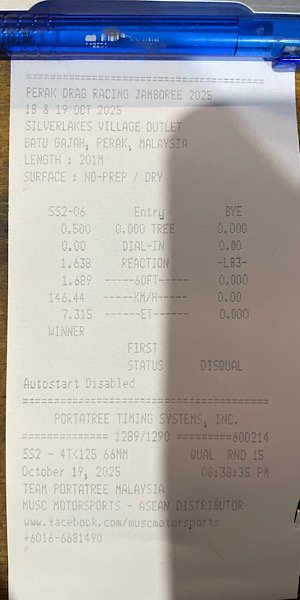 PERAK DRAG RACING JAMBOREE 2025
18 & 19 OCT 2025
SILVERLAKES VILLAGE OUTLET
BATU GAJAH, PERAK, MALAYSIA
LENGTH : 201M
SURFACE : NO-PREP / DRY
SS2-06 Entry BYE
0.500 0.000 TREE 0.000
0.00 DIAL-IN 0.00
1.638 REACTION -LB3-
1.689 -----60FT----- 0.000
146.44 -----KM/H----- 0.00
7.315 ------ET------ 0.000
WINNER
FIRST
STATUS DISQUAL
Autostart Disabled
PORTATREE TIMING SYSTEMS, INC.
============== 1289/1290 =========600214
SS2 - 4TK125 66MM QUAL RND 15
October 19, 2025 08:38:35 PM
TEAM PORTATREE MALAYSIA
MUSC MOTORSPORTS - ASEAN DISTRIBUTOR
www.facebook.com/muscmotorsports
+6016-6681490